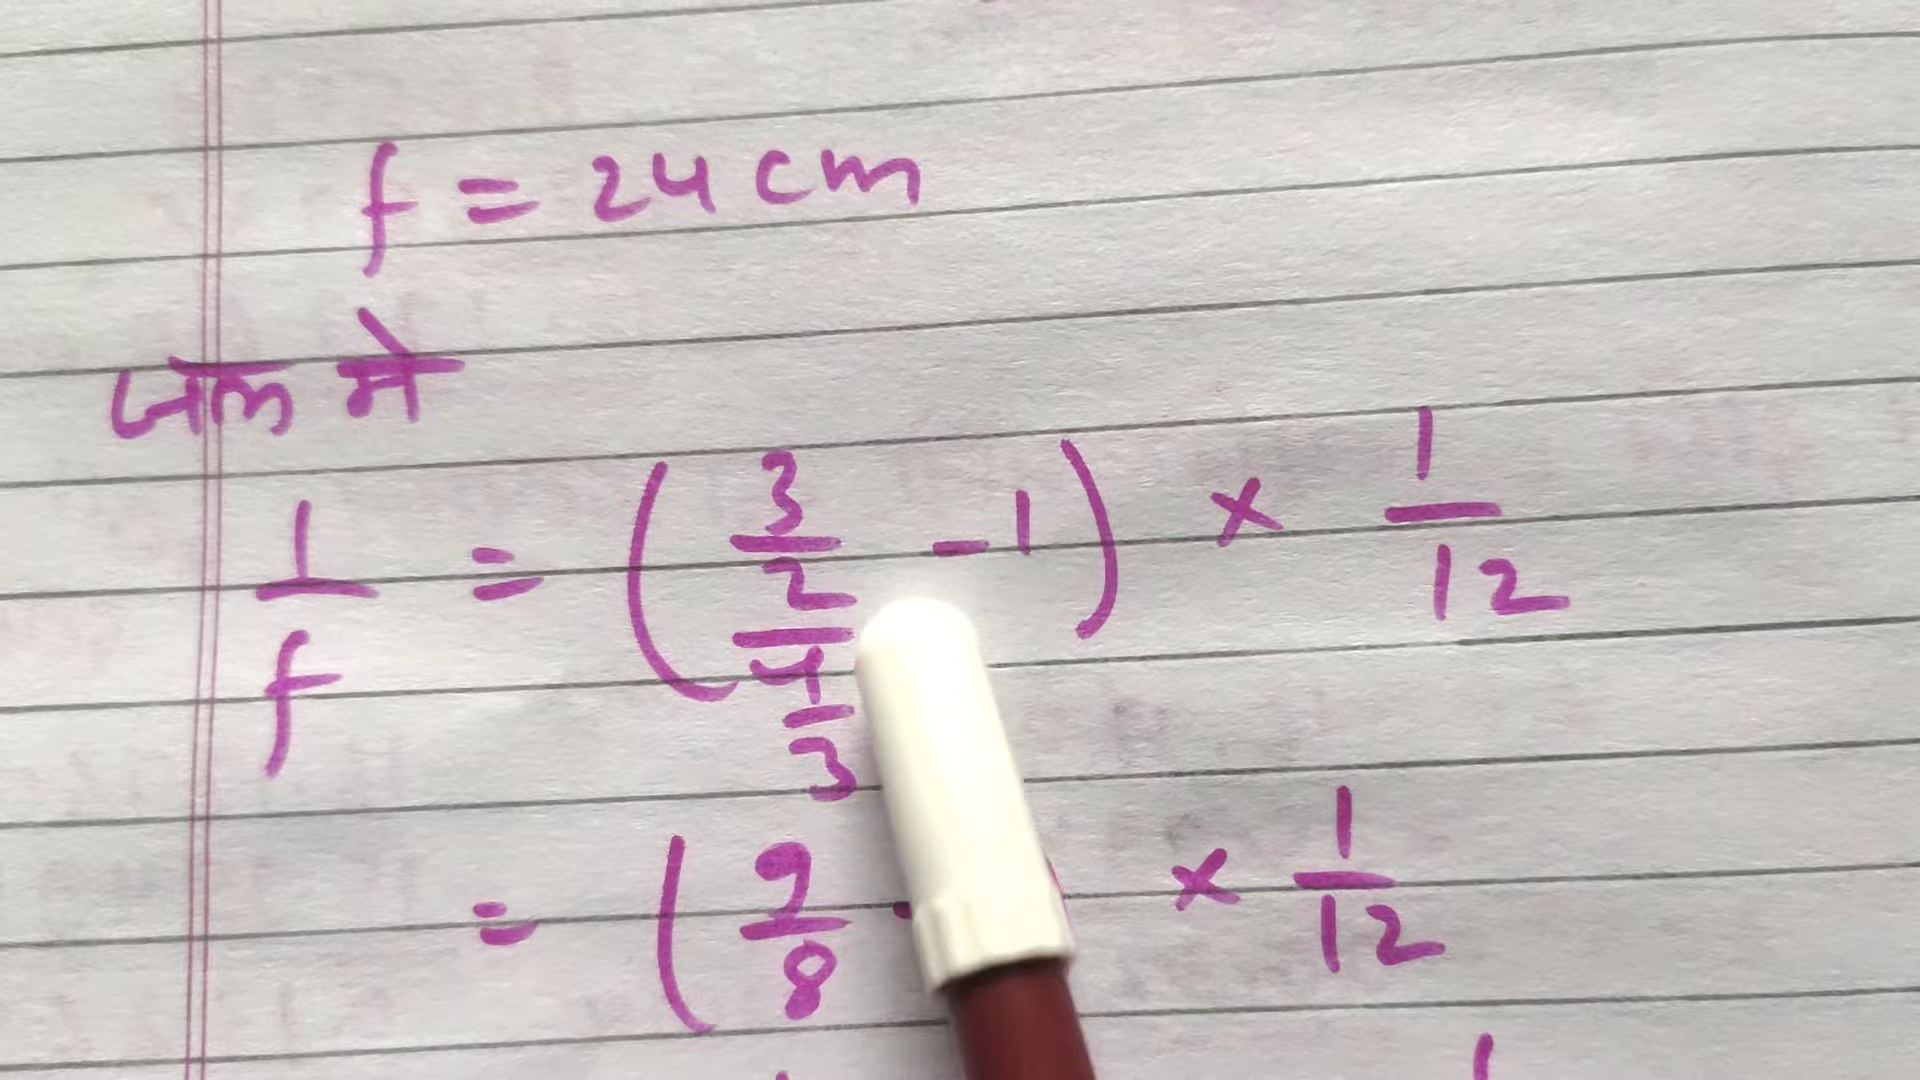 f = 24 cm
जल मे
1/f = ( (3/2)/(4/3) - 1 ) × 1/12
= ( 9/8 - × 1/12